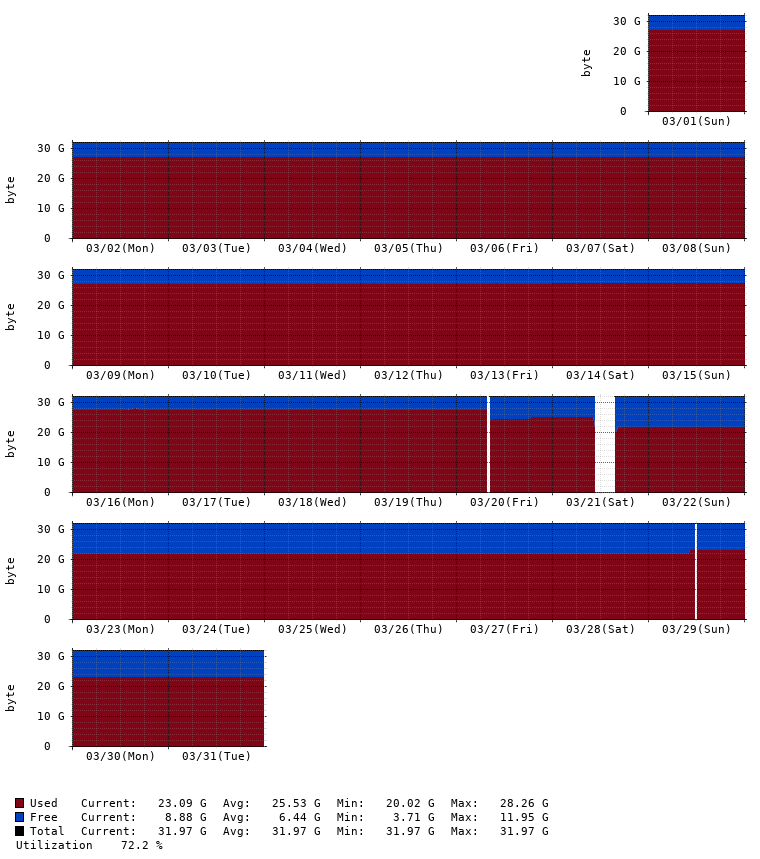 30 G
20 G
10 G
0
byte
03/01(Sun)
30 G
20 G
10 G
0
byte
03/02(Mon) 03/03(Tue) 03/04(Wed) 03/05(Thu) 03/06(Fri) 03/07(Sat) 03/08(Sun)
30 G
20 G
10 G
0
byte
03/09(Mon) 03/10(Tue) 03/11(Wed) 03/12(Thu) 03/13(Fri) 03/14(Sat) 03/15(Sun)
30 G
20 G
10 G
0
byte
03/16(Mon) 03/17(Tue) 03/18(Wed) 03/19(Thu) 03/20(Fri) 03/21(Sat) 03/22(Sun)
30 G
20 G
10 G
0
byte
03/23(Mon) 03/24(Tue) 03/25(Wed) 03/26(Thu) 03/27(Fri) 03/28(Sat) 03/29(Sun)
30 G
20 G
10 G
0
byte
03/30(Mon) 03/31(Tue)
Used Current: 23.09 G Avg: 25.53 G Min: 20.02 G Max: 28.26 G
Free Current: 8.88 G Avg: 6.44 G Min: 3.71 G Max: 11.95 G
Total Current: 31.97 G Avg: 31.97 G Min: 31.97 G Max: 31.97 G
Utilization 72.2 %